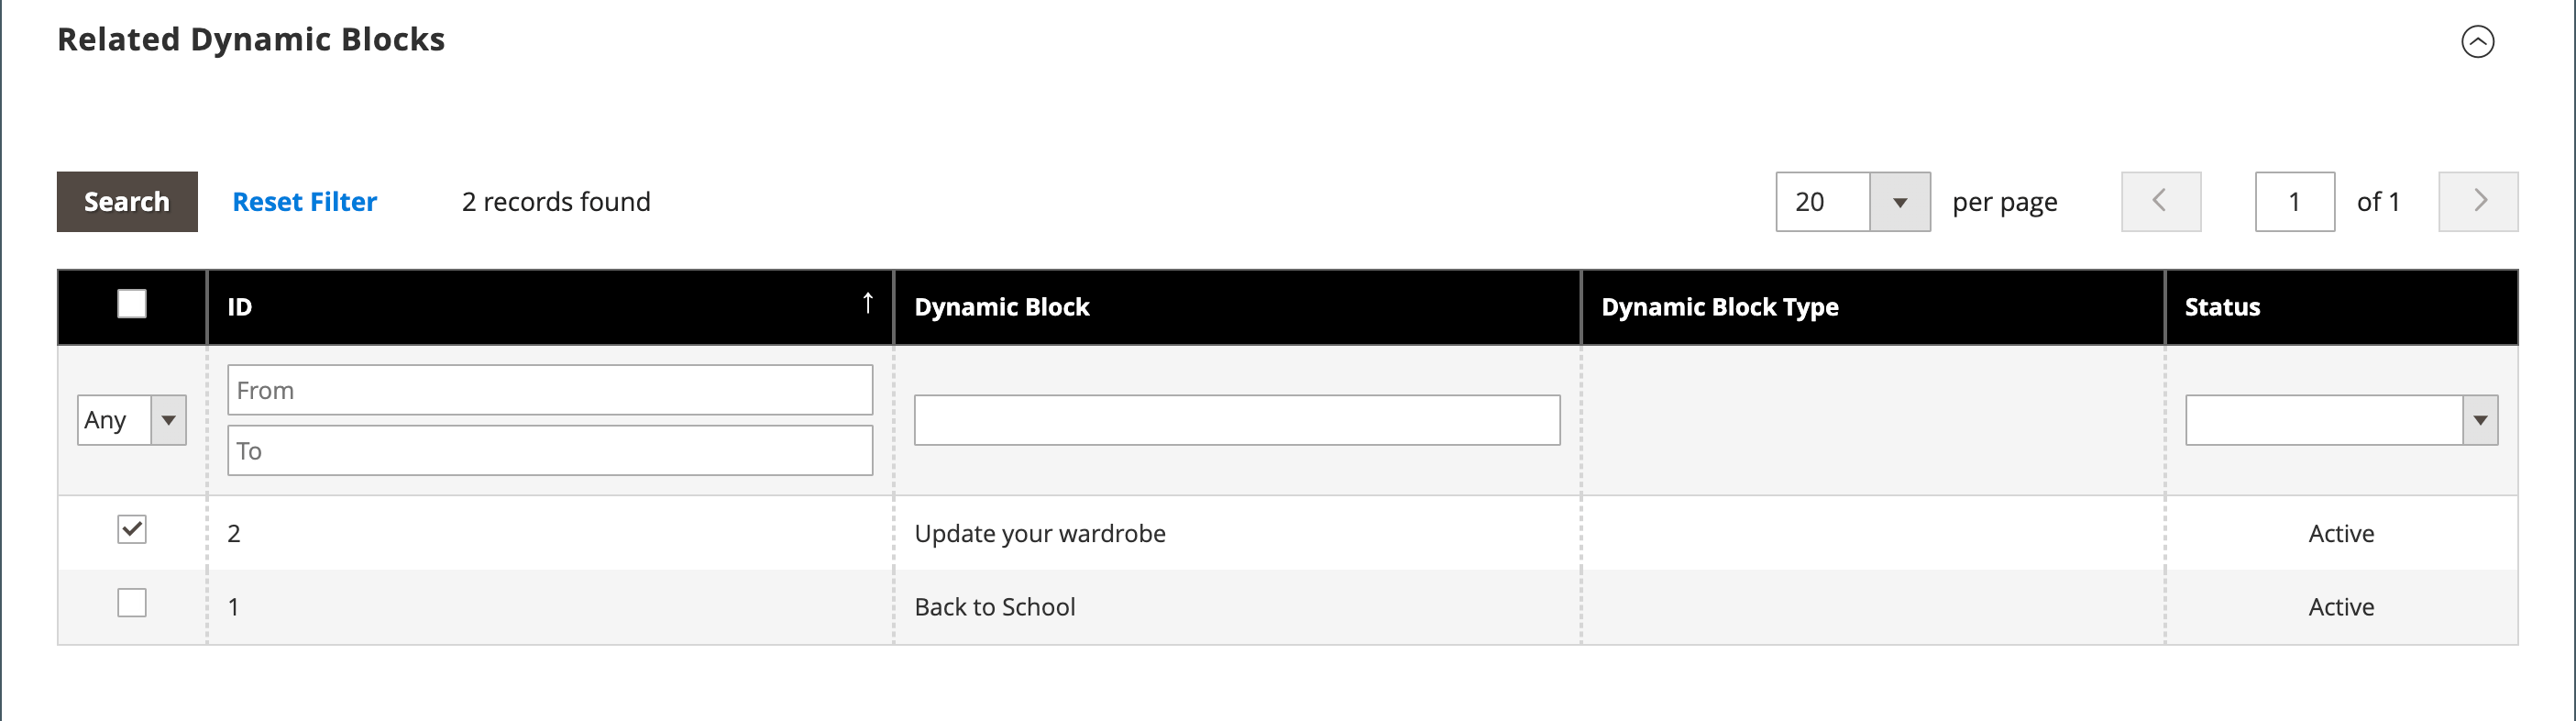 Related Dynamic Blocks
Search Reset Filter 2 records found 20 per page 1 of 1
ID ↑ Dynamic Block Dynamic Block Type Status
Any From
To
2 Update your wardrobe Active
1 Back to School Active